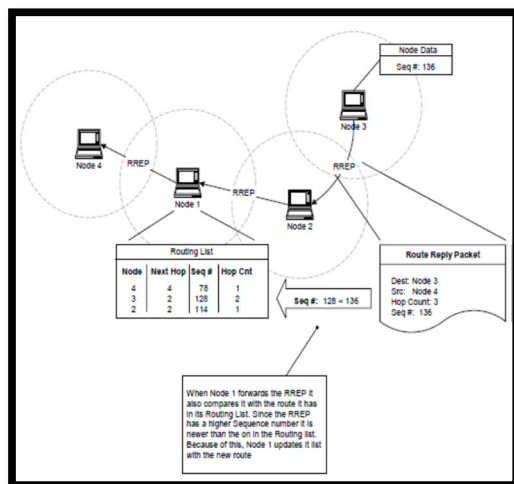 Node Data
Seq #: 136
Node 3
Node 4
RREP
RREP
Node 1
RREP
Node 2
Routing List
Node Next Hop Seq # Hop Cnt
4 4 78 1
3 2 128 2
2 2 114 1
Seq #: 128 < 136
Route Reply Packet
Dest: Node 3
Src: Node 4
Hop Count: 3
Seq #: 136
When Node 1 forwards the RREP it
also compares it with the route it has
in its Routing List. Since the RREP
has a higher Sequence number it is
newer than the on in the Routing list.
Because of this, Node 1 updates it list
with the new route